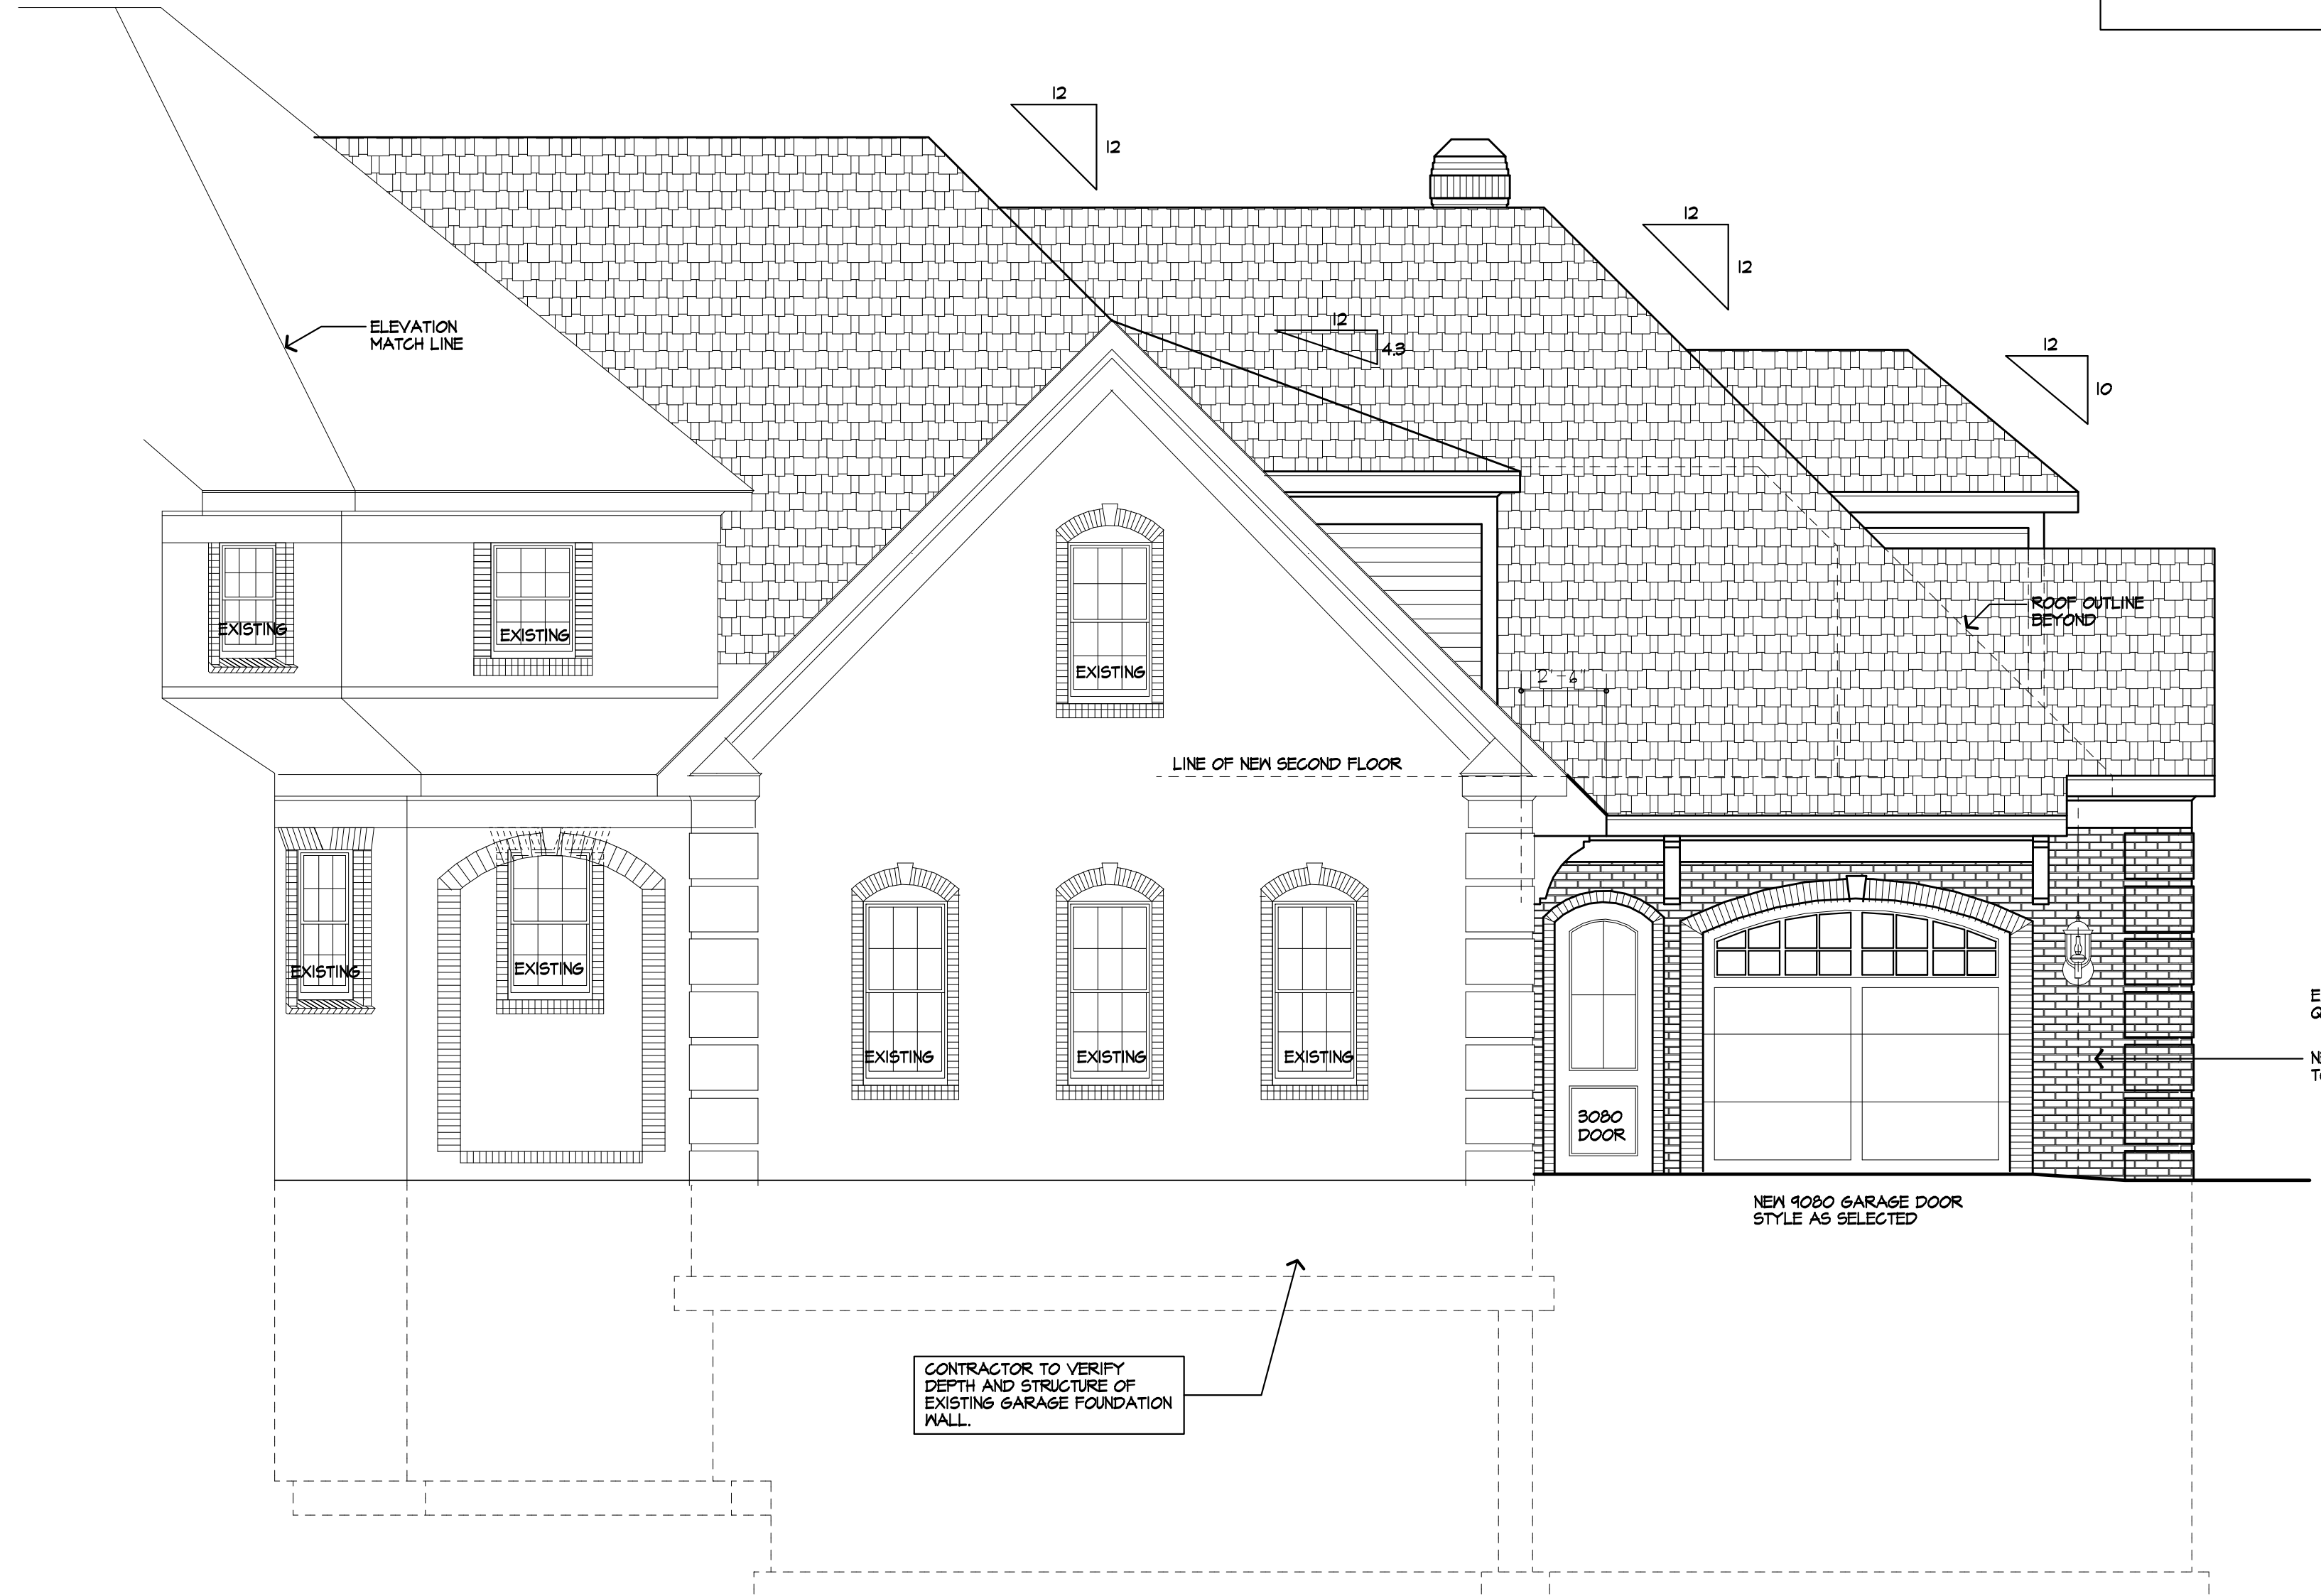 12
12
12
12
12
4.3
12
10
ELEVATION
MATCH LINE
ROOF OUTLINE
BEYOND
EXISTING
EXISTING
EXISTING
2'-6"
LINE OF NEW SECOND FLOOR
EXISTING
EXISTING
EXISTING
EXISTING
EXISTING
3080
DOOR
NEW 9080 GARAGE DOOR
STYLE AS SELECTED
CONTRACTOR TO VERIFY
DEPTH AND STRUCTURE OF
EXISTING GARAGE FOUNDATION
WALL.